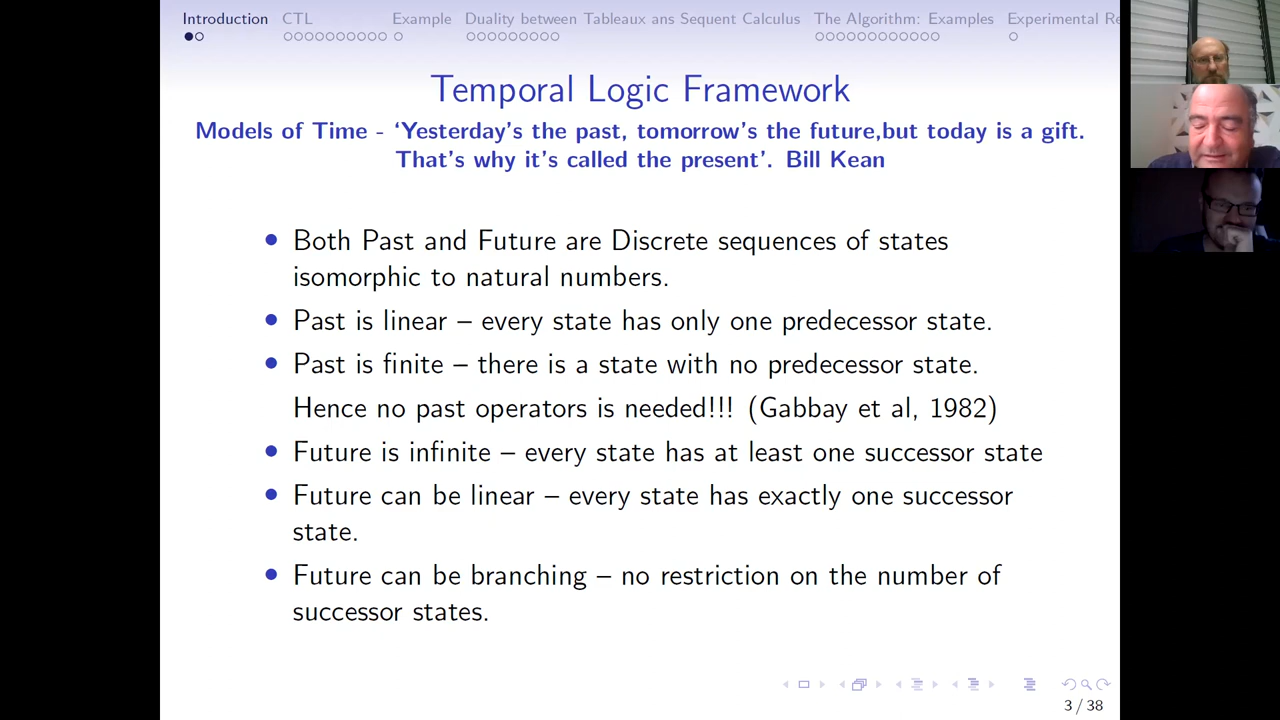 Introduction CTL Example Duality between Tableaux ans Sequent Calculus The Algorithm: Examples Experimental Re
Temporal Logic Framework
Models of Time - ‘Yesterday’s the past, tomorrow’s the future,but today is a gift.
That’s why it’s called the present’. Bill Kean
Both Past and Future are Discrete sequences of states
isomorphic to natural numbers.
Past is linear – every state has only one predecessor state.
Past is finite – there is a state with no predecessor state.
Hence no past operators is needed!!! (Gabbay et al, 1982)
Future is infinite – every state has at least one successor state
Future can be linear – every state has exactly one successor
state.
Future can be branching – no restriction on the number of
successor states.
3 / 38